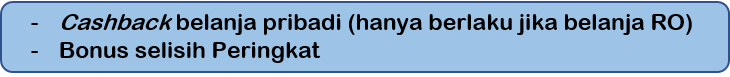 - Cashback belanja pribadi (hanya berlaku jika belanja RO)
- Bonus selisih Peringkat